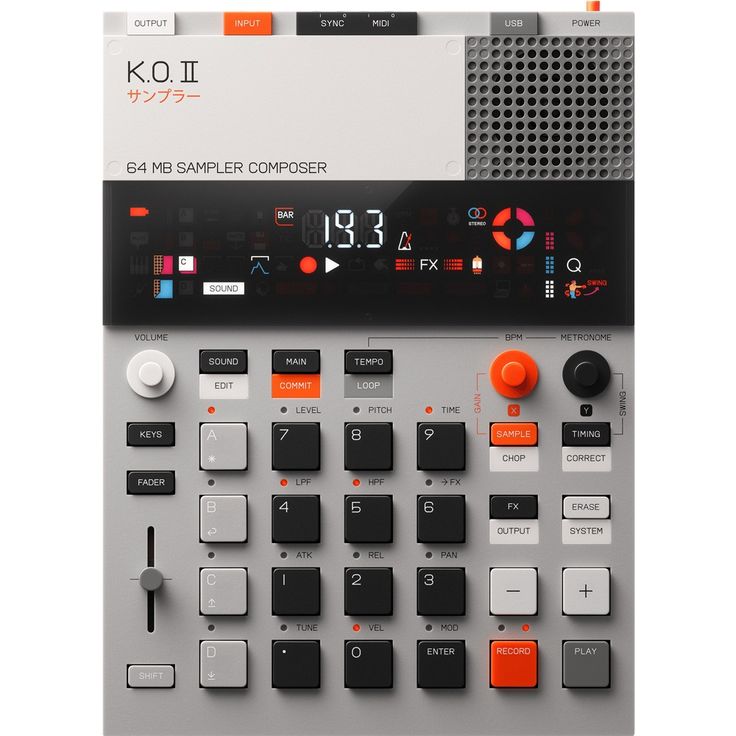 OUTPUT INPUT SYNC MIDI USB POWER
K.O. II
サンプラー
64 MB SAMPLER COMPOSER
BAR 1.9.3 STEREO
C FX Q
SOUND SWING
VOLUME BPM METRONOME
SOUND MAIN TEMPO
EDIT COMMIT LOOP
GAIN X Y SWING
LEVEL PITCH TIME
KEYS A 7 8 9 SAMPLE TIMING
* CHOP CORRECT
FADER LPF HPF →FX
B 4 5 6 FX ERASE
↩ OUTPUT SYSTEM
ATK REL PAN
C 1 2 3 − +
↑
TUNE VEL MOD
SHIFT D . 0 ENTER RECORD PLAY
↓